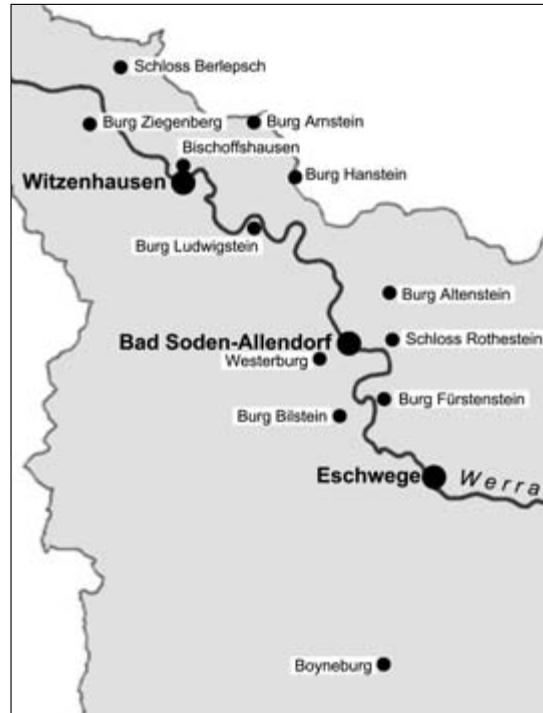 Schloss Berlepsch
Burg Ziegenberg
Burg Arnstein
Bischoffshausen
Witzenhausen
Burg Hanstein
Burg Ludwigstein
Burg Altenstein
Bad Soden-Allendorf
Schloss Rothestein
Westerburg
Burg Fürstenstein
Burg Bilstein
Eschwege
Werra
Boyneburg